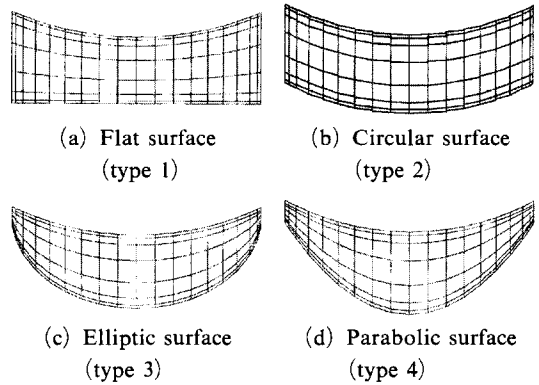 (a) Flat surface
(type 1)
(b) Circular surface
(type 2)
(c) Elliptic surface
(type 3)
(d) Parabolic surface
(type 4)